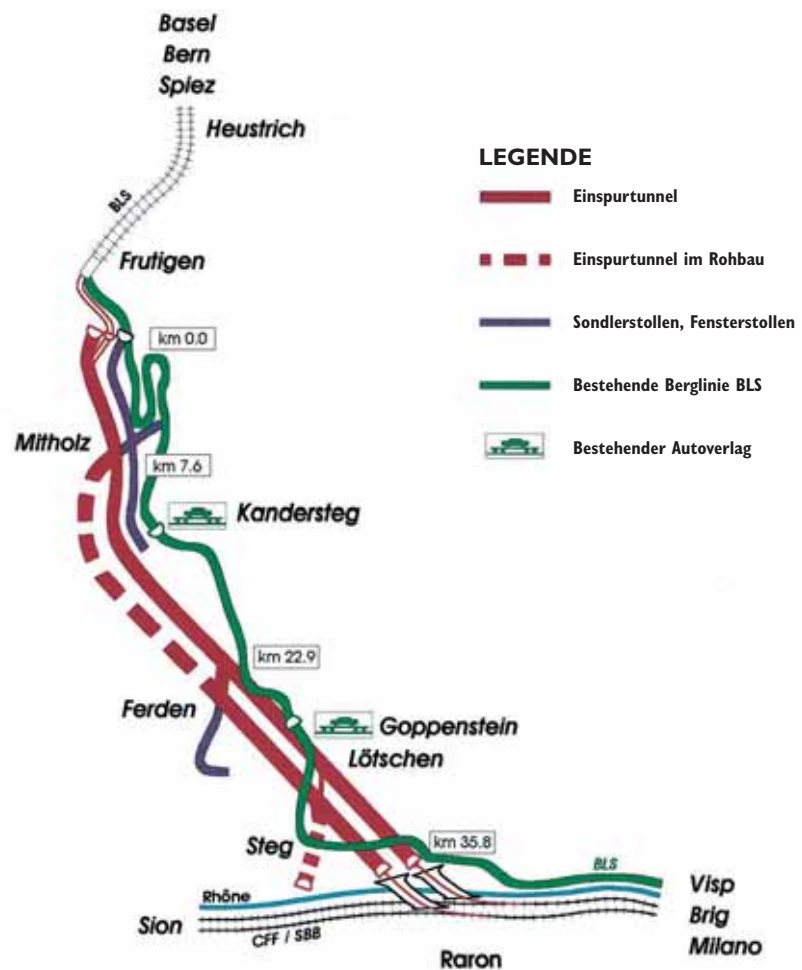 Basel
Bern
Spiez
Heustrich
BLS
Frutigen
km 0.0
Mitholz
km 7.6
Kandersteg
km 22.9
Ferden
Goppenstein
Lötschen
Steg
km 35.8
BLS
Rhône
Sion
CFF / SBB
Raron
Visp
Brig
Milano
LEGENDE
Einspurtunnel
Einspurtunnel im Rohbau
Sondlerstollen, Fensterstollen
Bestehende Berglinie BLS
Bestehender Autoverlag